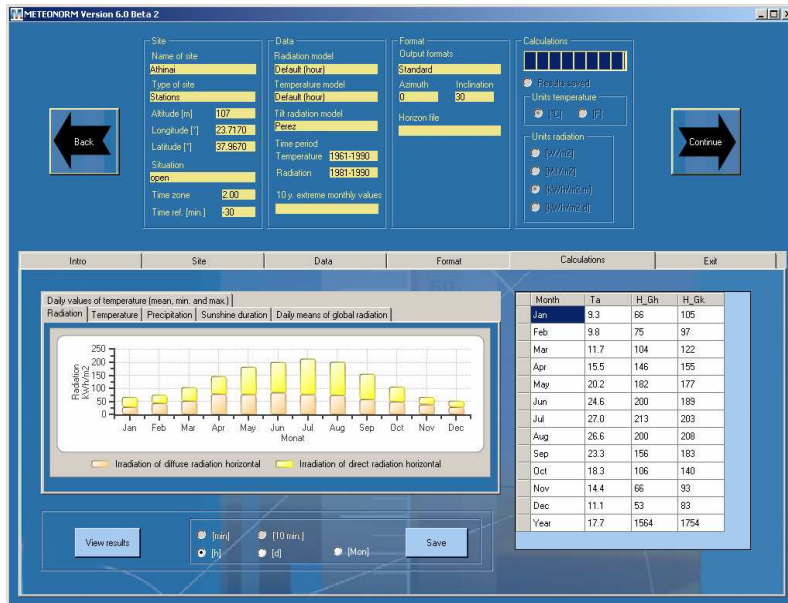 METEONORM Version 6.0 Beta 2
Site
Name of site
Athinai
Type of site
Stations
Altitude [m] 107
Longitude [°] 23.7170
Latitude [°] 37.9670
Situation
open
Time zone 2.00
Time ref. [min.] -30
Data
Radiation model
Default (hour)
Temperature model
Default (hour)
Tilt radiation model
Perez
Time period
Temperature 1961-1990
Radiation 1981-1990
10 y. extreme monthly values
Format
Output formats
Standard
Azimuth Inclination
0 30
Horizon file
Calculations
Results saved
Units temperature
[°C] [F]
Units radiation
[W/m2]
[MJ/m2]
[kWh/m2 m]
[kWh/m2 d]
Back
Continue
Intro Site Data Format Calculations Exit
Daily values of temperature (mean, min. and max.)
Radiation Temperature Precipitation Sunshine duration Daily means of global radiation
Radiation
kWh/m2
250
200
150
100
50
0
Jan Feb Mar Apr May Jun Jul Aug Sep Oct Nov Dec
Monat
Irradiation of diffuse radiation horizontal Irradiation of direct radiation horizontal
Month Ta H_Gh H_Gk
Jan 9.3 66 105
Feb 9.8 75 97
Mar 11.7 104 122
Apr 15.5 146 155
May 20.2 182 177
Jun 24.6 200 189
Jul 27.0 213 203
Aug 26.6 200 208
Sep 23.3 156 183
Oct 18.3 106 140
Nov 14.4 66 93
Dec 11.1 53 83
Year 17.7 1564 1754
View results
[min] [10 min.]
[h] [d] [Mon]
Save